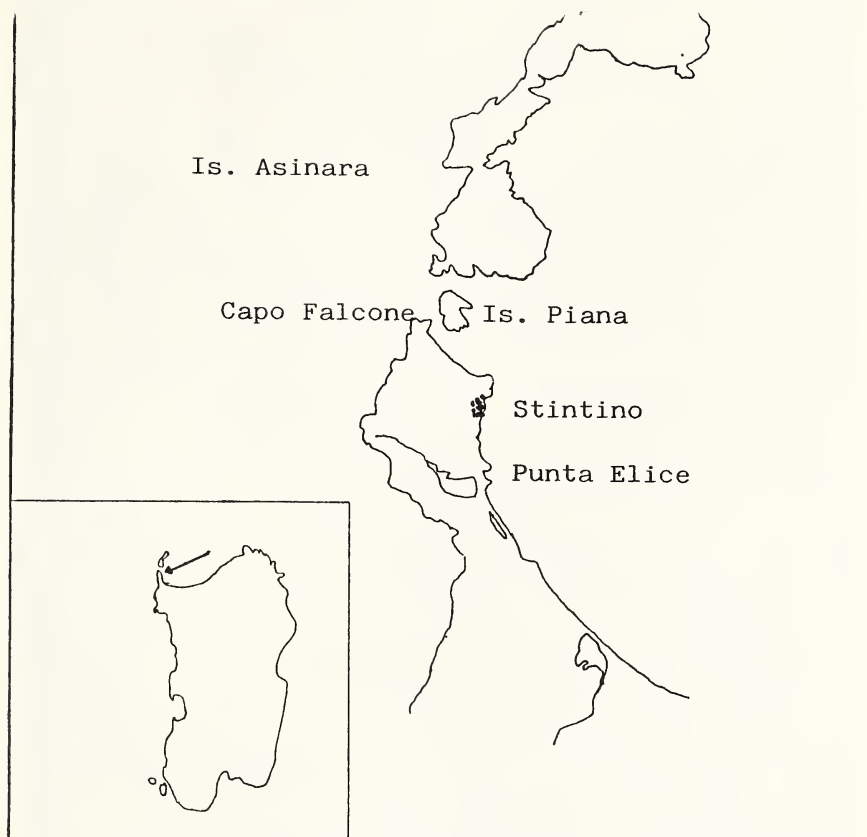 Is. Asinara
Capo Falcone
Is. Piana
Stintino
Punta Elice